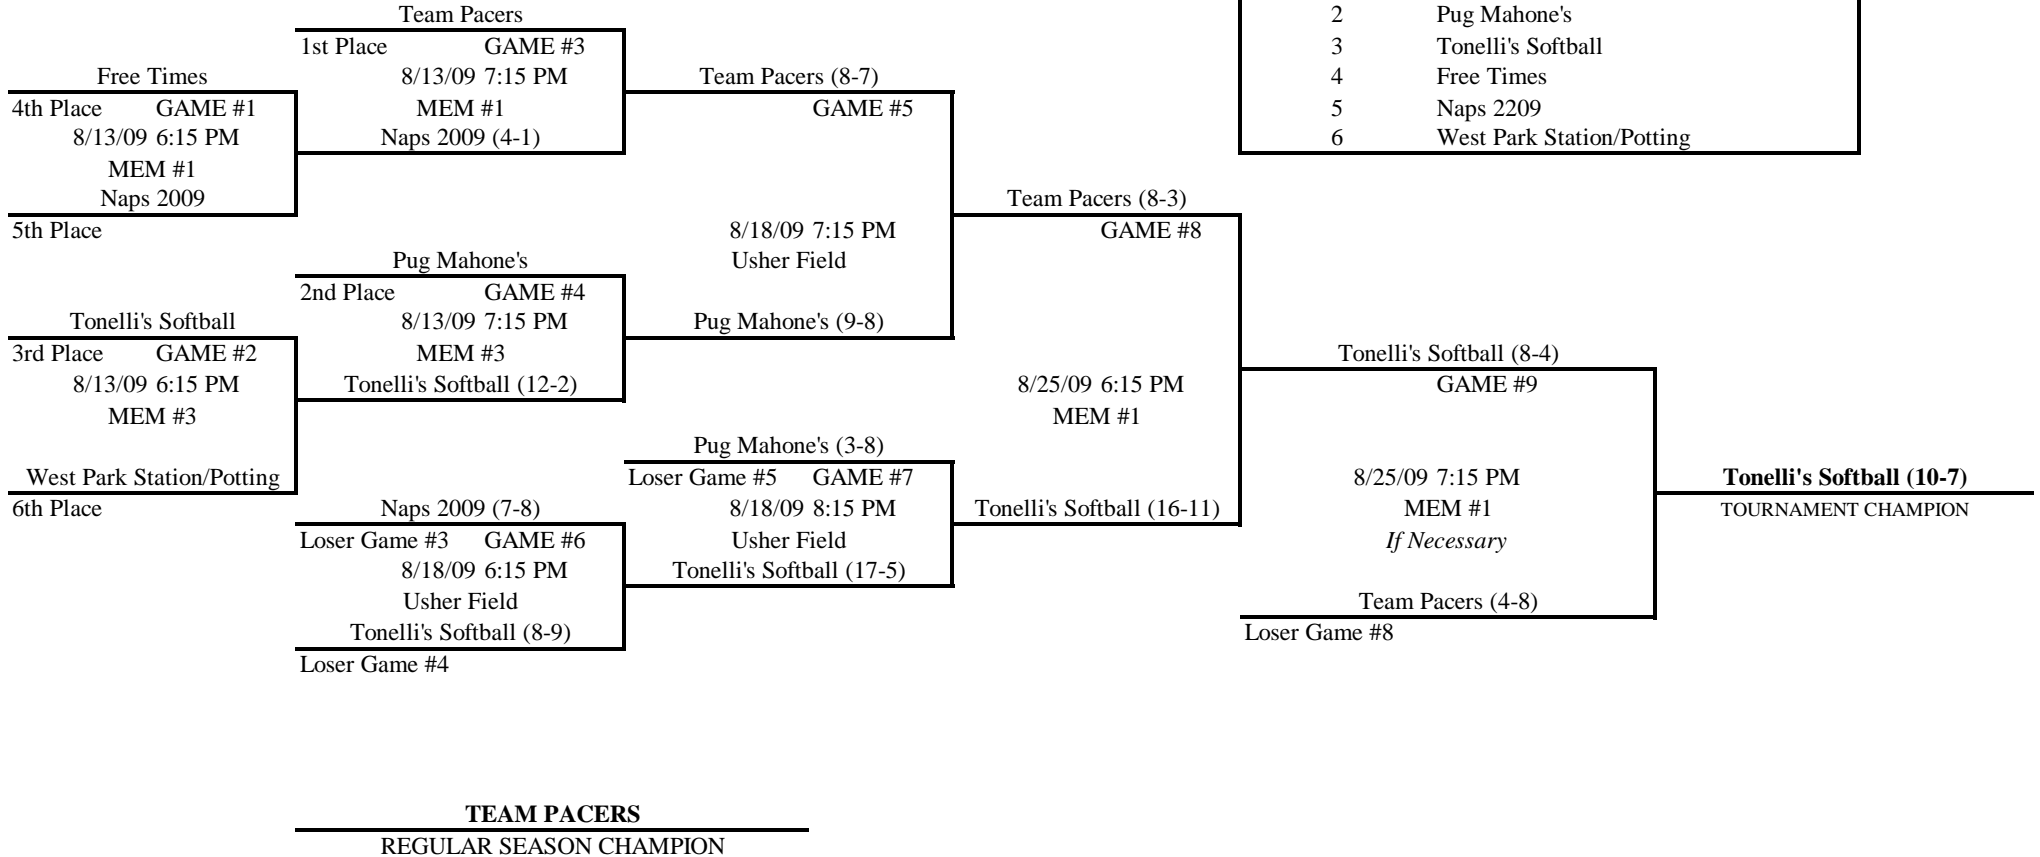 Team Pacers
2 Pug Mahone's
1st Place GAME #3
3 Tonelli's Softball
Free Times
8/13/09 7:15 PM
Team Pacers (8-7)
4 Free Times
4th Place GAME #1
MEM #1
GAME #5
5 Naps 2209
8/13/09 6:15 PM
Naps 2009 (4-1)
6 West Park Station/Potting
MEM #1
Naps 2009
Team Pacers (8-3)
5th Place
8/18/09 7:15 PM
GAME #8
Pug Mahone's
Usher Field
2nd Place GAME #4
Tonelli's Softball
8/13/09 7:15 PM
Pug Mahone's (9-8)
3rd Place GAME #2
MEM #3
Tonelli's Softball (8-4)
8/13/09 6:15 PM
Tonelli's Softball (12-2)
8/25/09 6:15 PM
GAME #9
MEM #3
MEM #1
Pug Mahone's (3-8)
West Park Station/Potting
Loser Game #5 GAME #7
8/25/09 7:15 PM
Tonelli's Softball (10-7)
6th Place
Naps 2009 (7-8)
8/18/09 8:15 PM
Tonelli's Softball (16-11)
MEM #1
TOURNAMENT CHAMPION
Loser Game #3 GAME #6
Usher Field
If Necessary
8/18/09 6:15 PM
Tonelli's Softball (17-5)
Usher Field
Team Pacers (4-8)
Tonelli's Softball (8-9)
Loser Game #8
Loser Game #4
TEAM PACERS
REGULAR SEASON CHAMPION